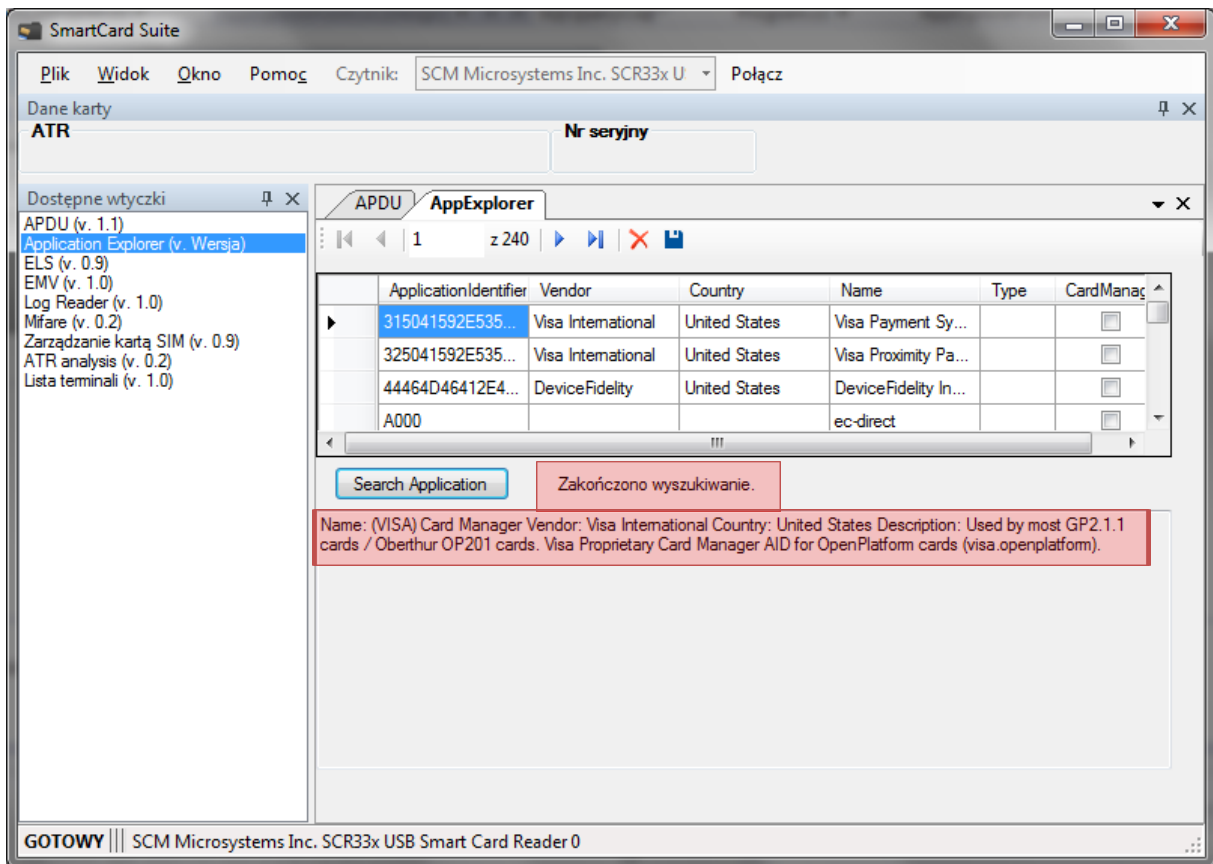 SmartCard Suite
Plik Widok Okno Pomoc Czytnik: SCM Microsystems Inc. SCR33x U Połącz
Dane karty
ATR Nr seryjny
Dostępne wtyczki
APDU (v. 1.1)
Application Explorer (v. Wersja)
ELS (v. 0.9)
EMV (v. 1.0)
Log Reader (v. 1.0)
Mifare (v. 0.2)
Zarządzanie kartą SIM (v. 0.9)
ATR analysis (v. 0.2)
Lista terminali (v. 1.0)
APDU AppExplorer
1 z 240
ApplicationIdentifier Vendor Country Name Type CardManag
315041592E535... Visa International United States Visa Payment Sy...
325041592E535... Visa International United States Visa Proximity Pa...
44464D46412E4... DeviceFidelity United States DeviceFidelity In...
A000 ec-direct
Search Application Zakończono wyszukiwanie.
Name: (VISA) Card Manager Vendor: Visa International Country: United States Description: Used by most GP2.1.1
cards / Oberthur OP201 cards. Visa Proprietary Card Manager AID for OpenPlatform cards (visa.openplatform).
GOTOWY SCM Microsystems Inc. SCR33x USB Smart Card Reader 0